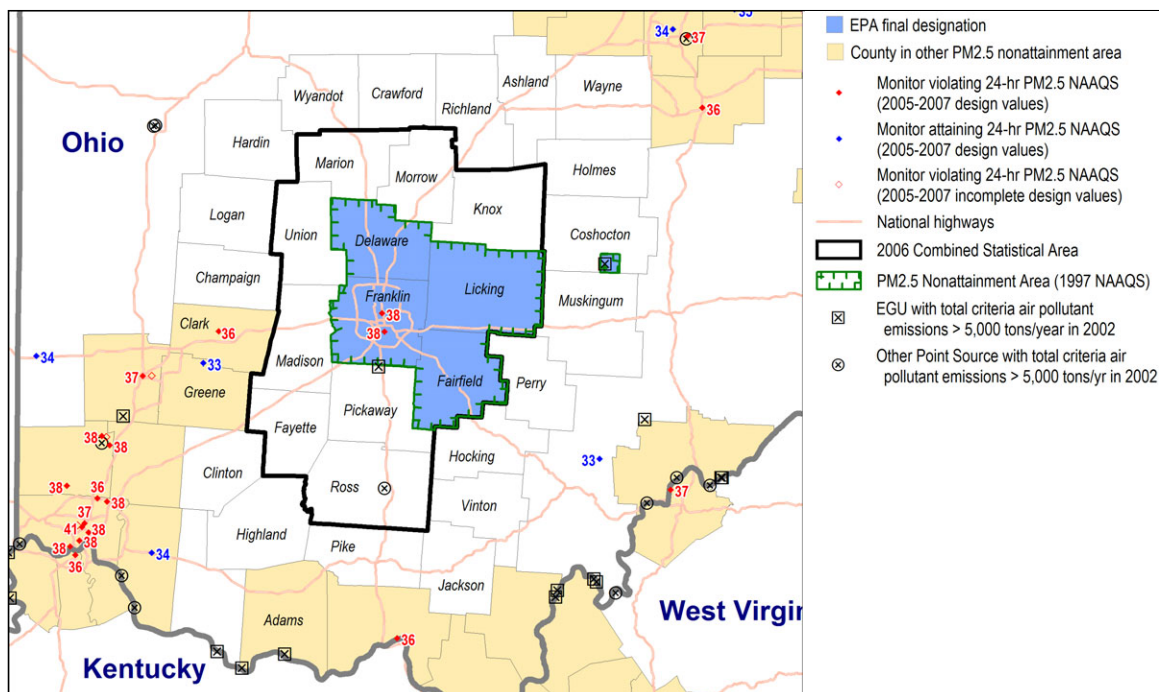 34
37
35
36
Ohio
Wyandot
Crawford
Richland
Ashland
Wayne
Hardin
Marion
Morrow
Holmes
Logan
Union
Knox
Delaware
Coshocton
Champaign
Franklin
Licking
Muskingum
Clark
36
38
38
34
33
Madison
37
Greene
Fairfield
Perry
Pickaway
Fayette
38
38
Clinton
Hocking
33
38
36
38
Ross
Vinton
37
37
41
38
38
38
36
34
Highland
Pike
Jackson
Adams
36
West Virgin
Kentucky
EPA final designation
County in other PM2.5 nonattainment area
Monitor violating 24-hr PM2.5 NAAQS
(2005-2007 design values)
Monitor attaining 24-hr PM2.5 NAAQS
(2005-2007 design values)
Monitor violating 24-hr PM2.5 NAAQS
(2005-2007 incomplete design values)
National highways
2006 Combined Statistical Area
PM2.5 Nonattainment Area (1997 NAAQS)
EGU with total criteria air pollutant
emissions > 5,000 tons/year in 2002
Other Point Source with total criteria air
pollutant emissions > 5,000 tons/yr in 2002